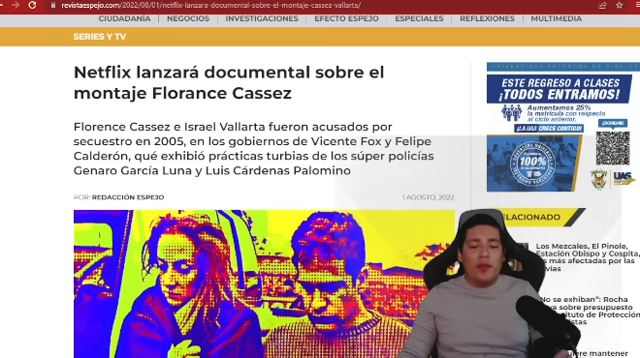 revistaespejo.com/2022/08/01/netflix-lanzara-documental-sobre-el-montaje-cassez-vallarta/
CIUDADANÍA | NEGOCIOS | INVESTIGACIONES | EFECTO ESPEJO | ESPECIALES | REFLEXIONES | MULTIMEDIA
SERIES Y TV
Netflix lanzará documental sobre el
montaje Florance Cassez
Florence Cassez e Israel Vallarta fueron acusados por
secuestro en 2005, en los gobiernos de Vicente Fox y Felipe
Calderón, qué exhibió prácticas turbias de los súper policías
Genaro García Luna y Luis Cárdenas Palomino
POR: REDACCIÓN ESPEJO
1 AGOSTO, 2022
ESTE REGRESO A CLASES
¡TODOS ENTRAMOS!
Aumentamos 25%
la matrícula con respecto
al ciclo anterior.
¡LA UAS CRECE CONTIGO!
100%
UAS
RELACIONADO
Los Mezcales, El Pinole,
Estación Obispo y Cospita,
más afectadas por las
"No se exhiban": Rocha
sobre presupuesto
tituto de Protección
mantener